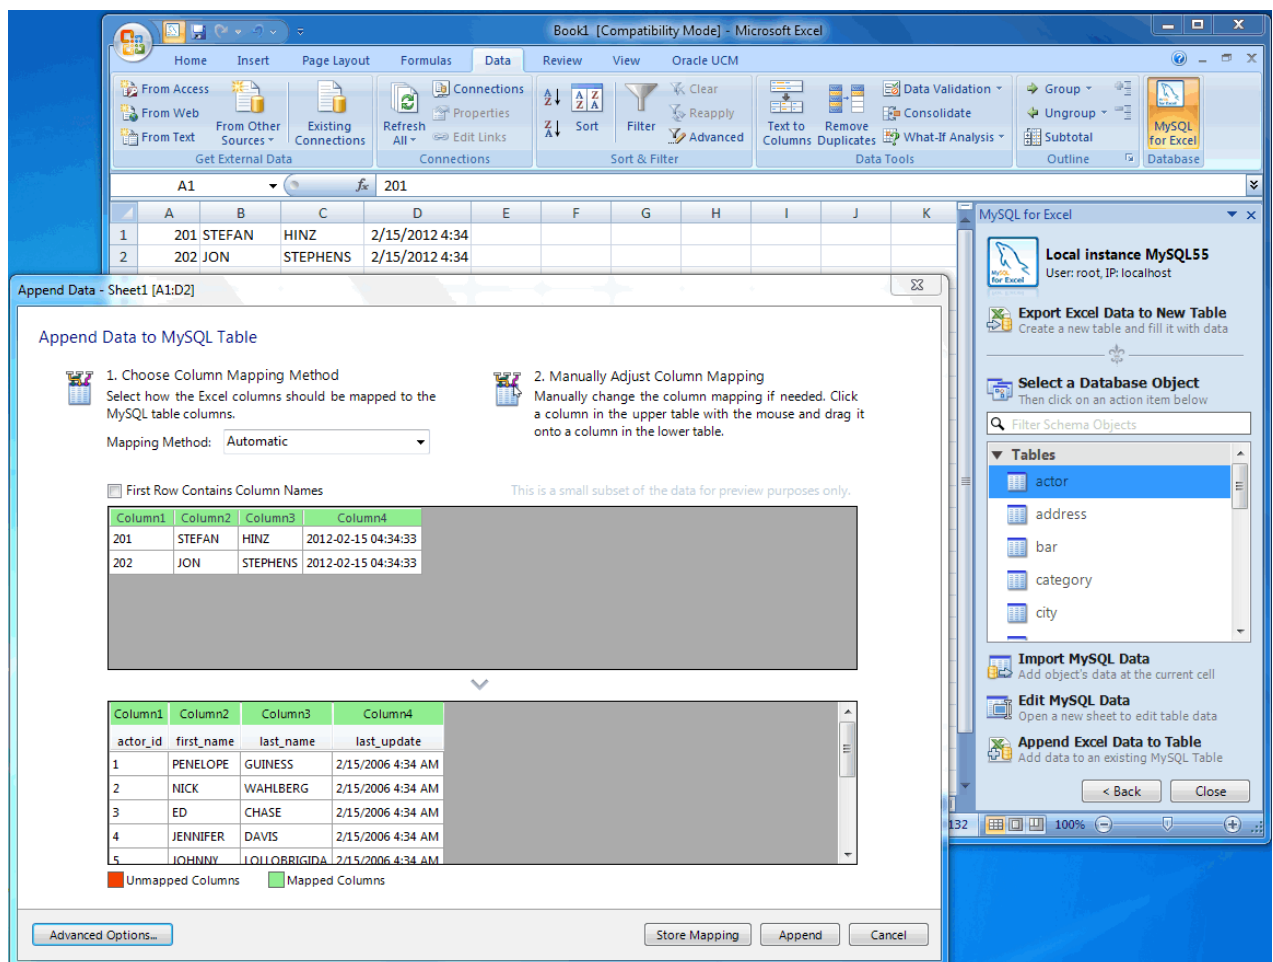 Book1 [Compatibility Mode] - Microsoft Excel
Home Insert Page Layout Formulas Data Review View Oracle UCM
From Access
From Web
From Text
From Other
Sources
Existing
Connections
Get External Data
Refresh
All
Connections
Properties
Edit Links
Connections
Sort
Filter
Clear
Reapply
Advanced
Sort & Filter
Text to
Columns
Remove
Duplicates
Data Validation
Consolidate
What-If Analysis
Data Tools
Group
Ungroup
Subtotal
Outline
MySQL
for Excel
Database
A1 fx 201
A B C D E F G H I J K
1 201 STEFAN HINZ 2/15/2012 4:34
2 202 JON STEPHENS 2/15/2012 4:34
Append Data - Sheet1 [A1:D2]
Append Data to MySQL Table
1. Choose Column Mapping Method
Select how the Excel columns should be mapped to the
MySQL table columns.
Mapping Method: Automatic
2. Manually Adjust Column Mapping
Manually change the column mapping if needed. Click
a column in the upper table with the mouse and drag it
onto a column in the lower table.
First Row Contains Column Names
This is a small subset of the data for preview purposes only.
Column1 Column2 Column3 Column4
201 STEFAN HINZ 2012-02-15 04:34:33
202 JON STEPHENS 2012-02-15 04:34:33
Column1 Column2 Column3 Column4
actor_id first_name last_name last_update
1 PENELOPE GUINESS 2/15/2006 4:34 AM
2 NICK WAHLBERG 2/15/2006 4:34 AM
3 ED CHASE 2/15/2006 4:34 AM
4 JENNIFER DAVIS 2/15/2006 4:34 AM
5 JOHNNY LOLLOBRIGIDA 2/15/2006 4:34 AM
Unmapped Columns Mapped Columns
Advanced Options... Store Mapping Append Cancel
MySQL for Excel
MySQL
for Excel
Local instance MySQL55
User: root, IP: localhost
Export Excel Data to New Table
Create a new table and fill it with data
Select a Database Object
Then click on an action item below
Filter Schema Objects
Tables
actor
address
bar
category
city
Import MySQL Data
Add object's data at the current cell
Edit MySQL Data
Open a new sheet to edit table data
Append Excel Data to Table
Add data to an existing MySQL Table
< Back Close
132 100%